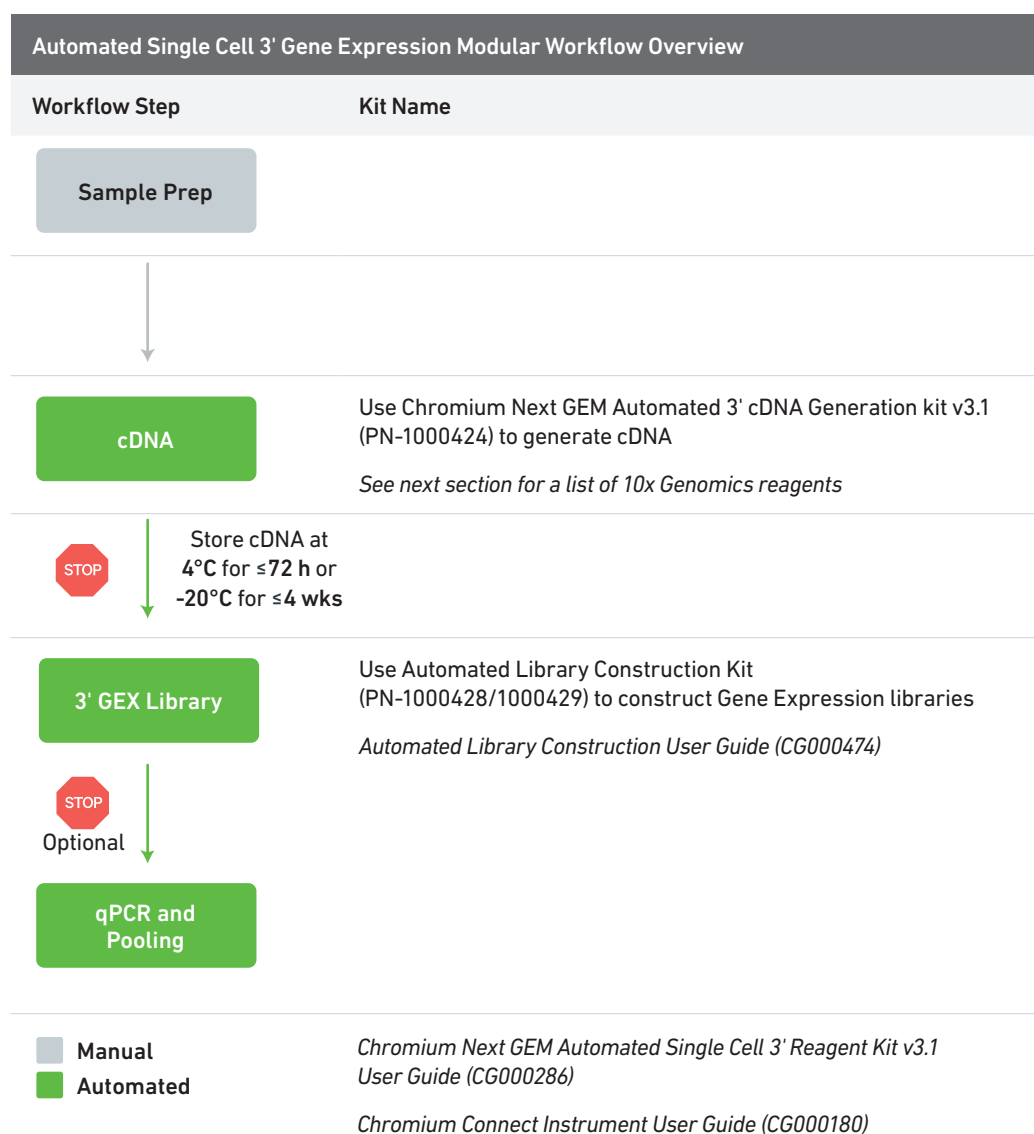 Automated Single Cell 3' Gene Expression Modular Workflow Overview
Workflow Step
Kit Name
Sample Prep
cDNA
Use Chromium Next GEM Automated 3' cDNA Generation kit v3.1
(PN-1000424) to generate cDNA
See next section for a list of 10x Genomics reagents
STOP
Store cDNA at
4°C for ≤72 h or
-20°C for ≤4 wks
3' GEX Library
Use Automated Library Construction Kit
(PN-1000428/1000429) to construct Gene Expression libraries
Automated Library Construction User Guide (CG000474)
STOP
Optional
qPCR and
Pooling
Manual
Automated
Chromium Next GEM Automated Single Cell 3' Reagent Kit v3.1
User Guide (CG000286)
Chromium Connect Instrument User Guide (CG000180)